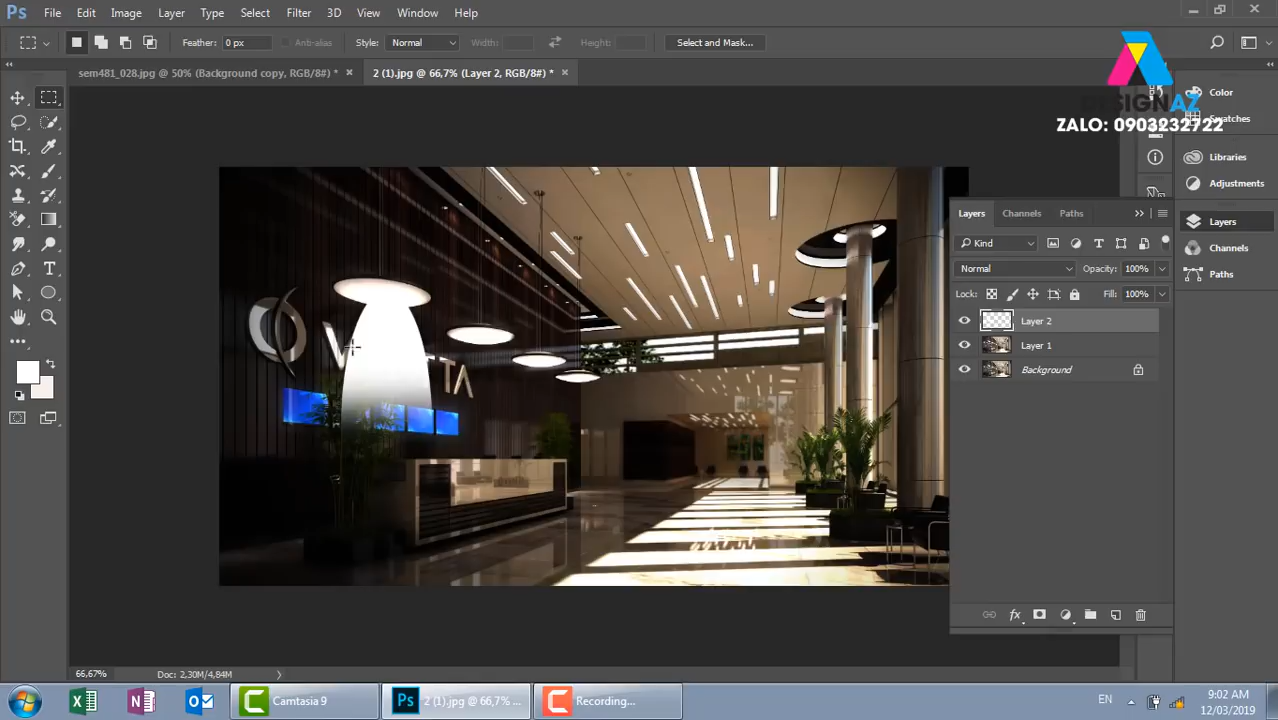 Ps File Edit Image Layer Type Select Filter 3D View Window Help
Feather: 0 px Anti-alias Style: Normal Width: Height: Select and Mask...
sem481_028.jpg @ 50% (Background copy, RGB/8#) * × 2 (1).jpg @ 66,7% (Layer 2, RGB/8#) * ×
Color
DESIGNAZ
Swatches
ZALO: 0903232722
Libraries
Adjustments
Layers
Channels
Paths
Layers Channels Paths
Kind
Normal Opacity: 100%
Lock: Fill: 100%
Layer 2
Layer 1
Background
fx
TA
66,67% Doc: 2,30M/4,84M
Camtasia 9
Ps 2 (1).jpg @ 66,7% ...
Recording...
EN
9:02 AM
12/03/2019